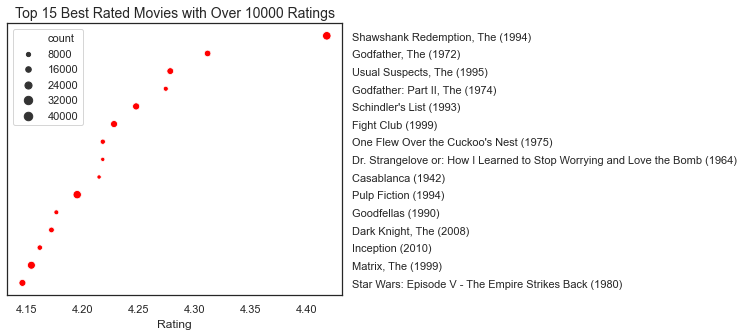 Top 15 Best Rated Movies with Over 10000 Ratings
count
8000
16000
24000
32000
40000
Shawshank Redemption, The (1994)
Godfather, The (1972)
Usual Suspects, The (1995)
Godfather: Part II, The (1974)
Schindler's List (1993)
Fight Club (1999)
One Flew Over the Cuckoo's Nest (1975)
Dr. Strangelove or: How I Learned to Stop Worrying and Love the Bomb (1964)
Casablanca (1942)
Pulp Fiction (1994)
Goodfellas (1990)
Dark Knight, The (2008)
Inception (2010)
Matrix, The (1999)
Star Wars: Episode V - The Empire Strikes Back (1980)
4.15 4.20 4.25 4.30 4.35 4.40
Rating